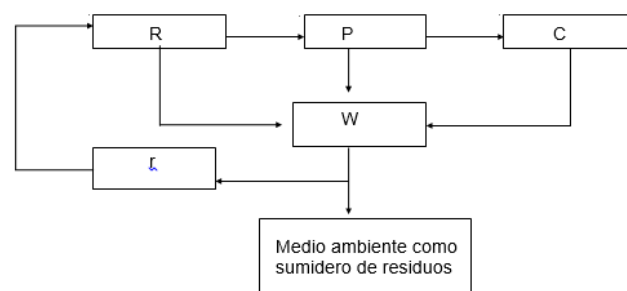 R
P
C
W
r
Medio ambiente como
sumidero de residuos